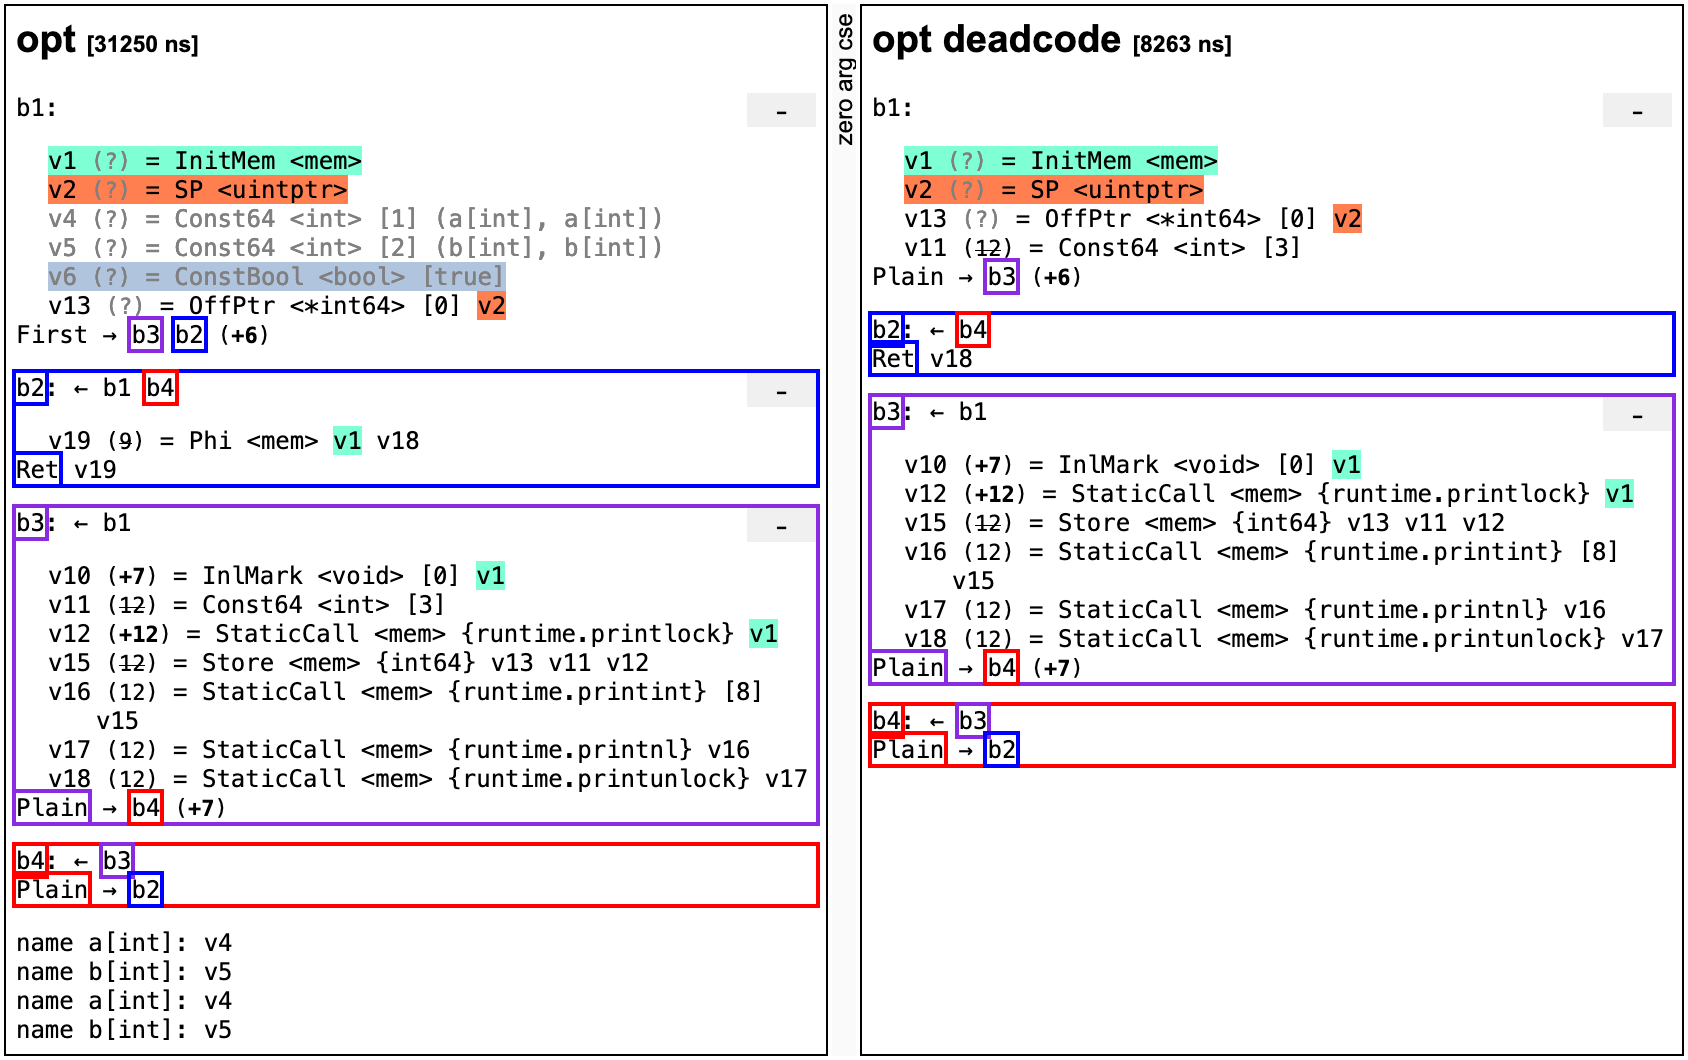 opt [31250 ns]
b1:
-
v1 (?) = InitMem <mem>
v2 (?) = SP <uintptr>
v4 (?) = Const64 <int> [1] (a[int], a[int])
v5 (?) = Const64 <int> [2] (b[int], b[int])
v6 (?) = ConstBool <bool> [true]
v13 (?) = OffPtr <*int64> [0] v2
First → b3 b2 (+6)
b2: ← b1 b4
-
v19 (9) = Phi <mem> v1 v18
Ret v19
b3: ← b1
-
v10 (+7) = InlMark <void> [0] v1
v11 (12) = Const64 <int> [3]
v12 (+12) = StaticCall <mem> {runtime.printlock} v1
v15 (12) = Store <mem> {int64} v13 v11 v12
v16 (12) = StaticCall <mem> {runtime.printint} [8]
v15
v17 (12) = StaticCall <mem> {runtime.printnl} v16
v18 (12) = StaticCall <mem> {runtime.printunlock} v17
Plain → b4 (+7)
b4: ← b3
Plain → b2
name a[int]: v4
name b[int]: v5
name a[int]: v4
name b[int]: v5
zero arg cse
opt deadcode [8263 ns]
b1:
-
v1 (?) = InitMem <mem>
v2 (?) = SP <uintptr>
v13 (?) = OffPtr <*int64> [0] v2
v11 (12) = Const64 <int> [3]
Plain → b3 (+6)
b2: ← b4
Ret v18
b3: ← b1
-
v10 (+7) = InlMark <void> [0] v1
v12 (+12) = StaticCall <mem> {runtime.printlock} v1
v15 (12) = Store <mem> {int64} v13 v11 v12
v16 (12) = StaticCall <mem> {runtime.printint} [8]
v15
v17 (12) = StaticCall <mem> {runtime.printnl} v16
v18 (12) = StaticCall <mem> {runtime.printunlock} v17
Plain → b4 (+7)
b4: ← b3
Plain → b2